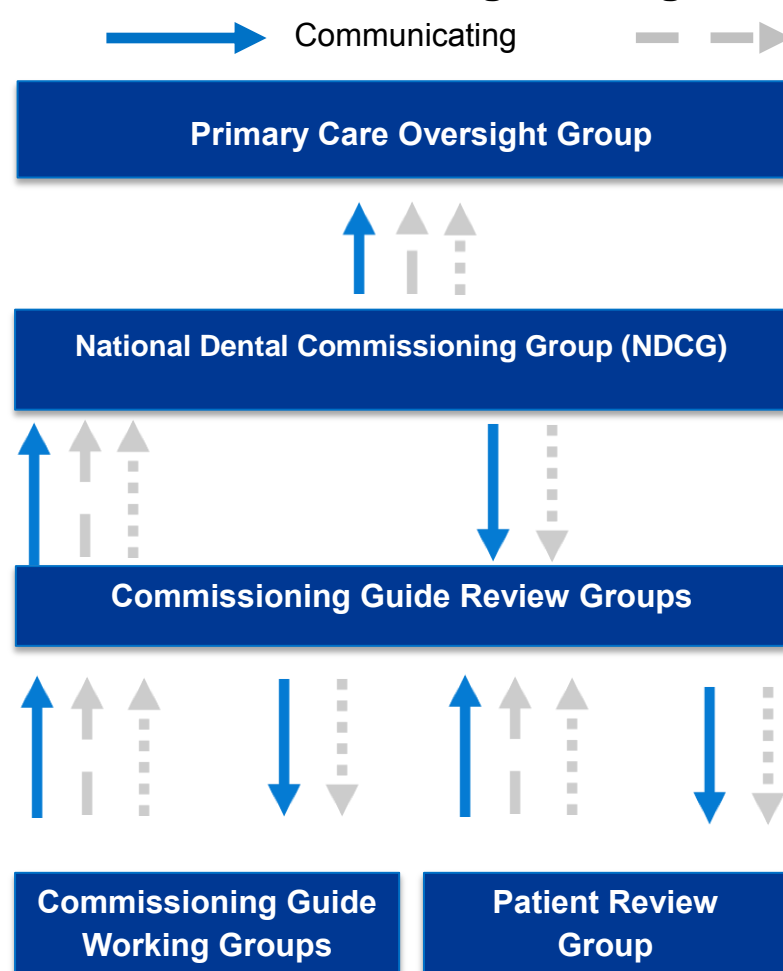 Communicating
Primary Care Oversight Group
National Dental Commissioning Group (NDCG)
Commissioning Guide Review Groups
Commissioning Guide
Working Groups
Patient Review
Group